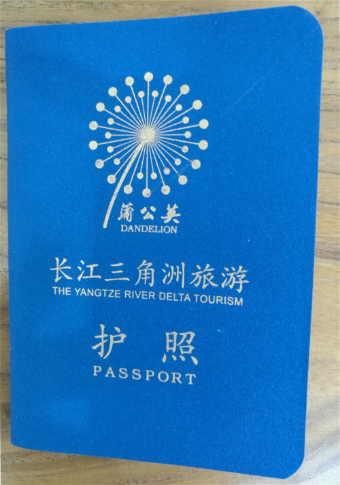 蒲公英
DANDELION
长江三角洲旅游
THE YANGTZE RIVER DELTA TOURISM
护照
PASSPORT